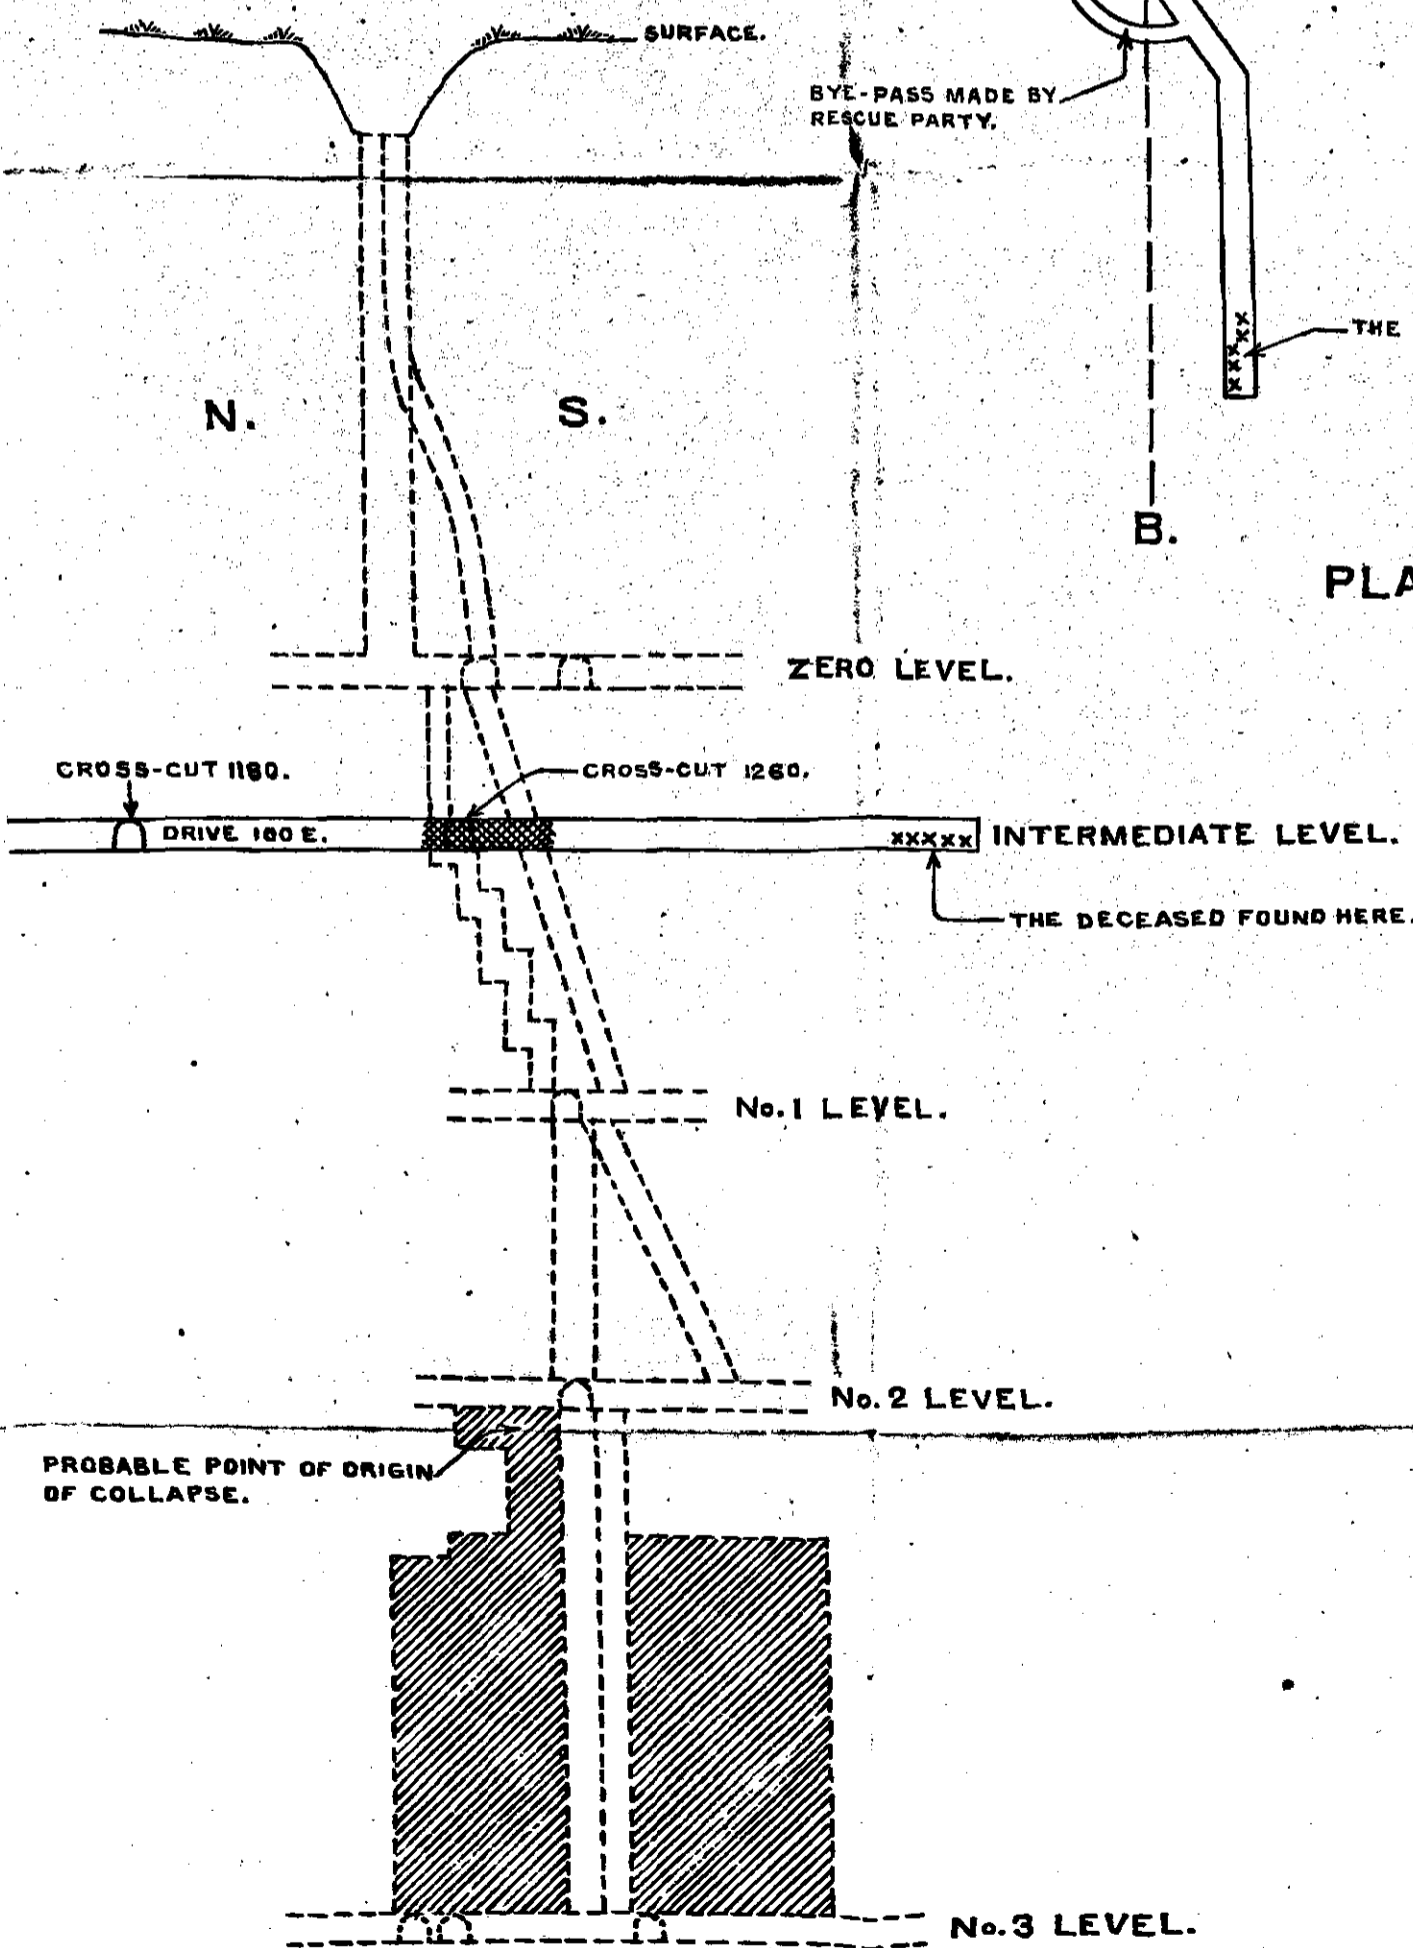 SURFACE.
BYE-PASS MADE BY
RESCUE PARTY.
THE
N.
S.
B.
PLA
ZERO LEVEL.
CROSS-CUT 1180.
CROSS-CUT 1260.
DRIVE 100 E.
xxxxx
INTERMEDIATE LEVEL.
THE DECEASED FOUND HERE.
No.1 LEVEL.
No.2 LEVEL.
PROBABLE POINT OF ORIGIN
OF COLLAPSE.
No.3 LEVEL.